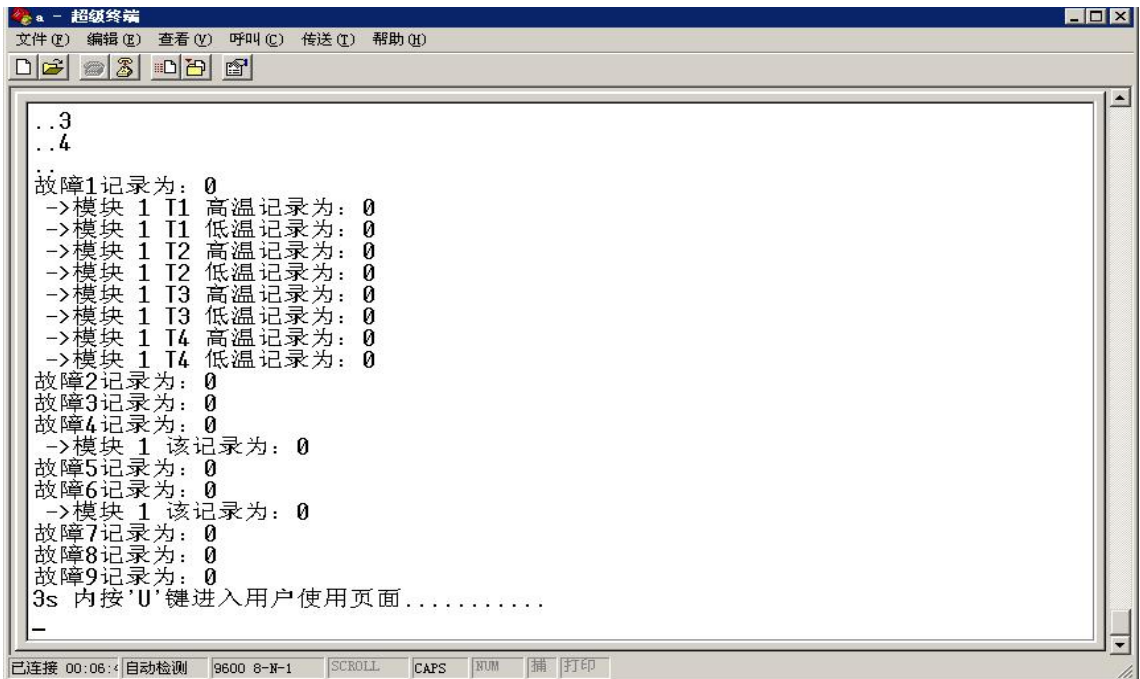 a - 超级终端
文件(F) 编辑(E) 查看(V) 呼叫(C) 传送(T) 帮助(H)
..3
..4
..
故障1记录为: 0
->模块 1 T1 高温记录为: 0
->模块 1 T1 低温记录为: 0
->模块 1 T2 高温记录为: 0
->模块 1 T2 低温记录为: 0
->模块 1 T3 高温记录为: 0
->模块 1 T3 低温记录为: 0
->模块 1 T4 高温记录为: 0
->模块 1 T4 低温记录为: 0
故障2记录为: 0
故障3记录为: 0
故障4记录为: 0
->模块 1 该记录为: 0
故障5记录为: 0
故障6记录为: 0
->模块 1 该记录为: 0
故障7记录为: 0
故障8记录为: 0
故障9记录为: 0
3s 内按'U'键进入用户使用页面...........
已连接 00:06: 自动检测 9600 8-N-1 SCROLL CAPS NUM 捕 打印